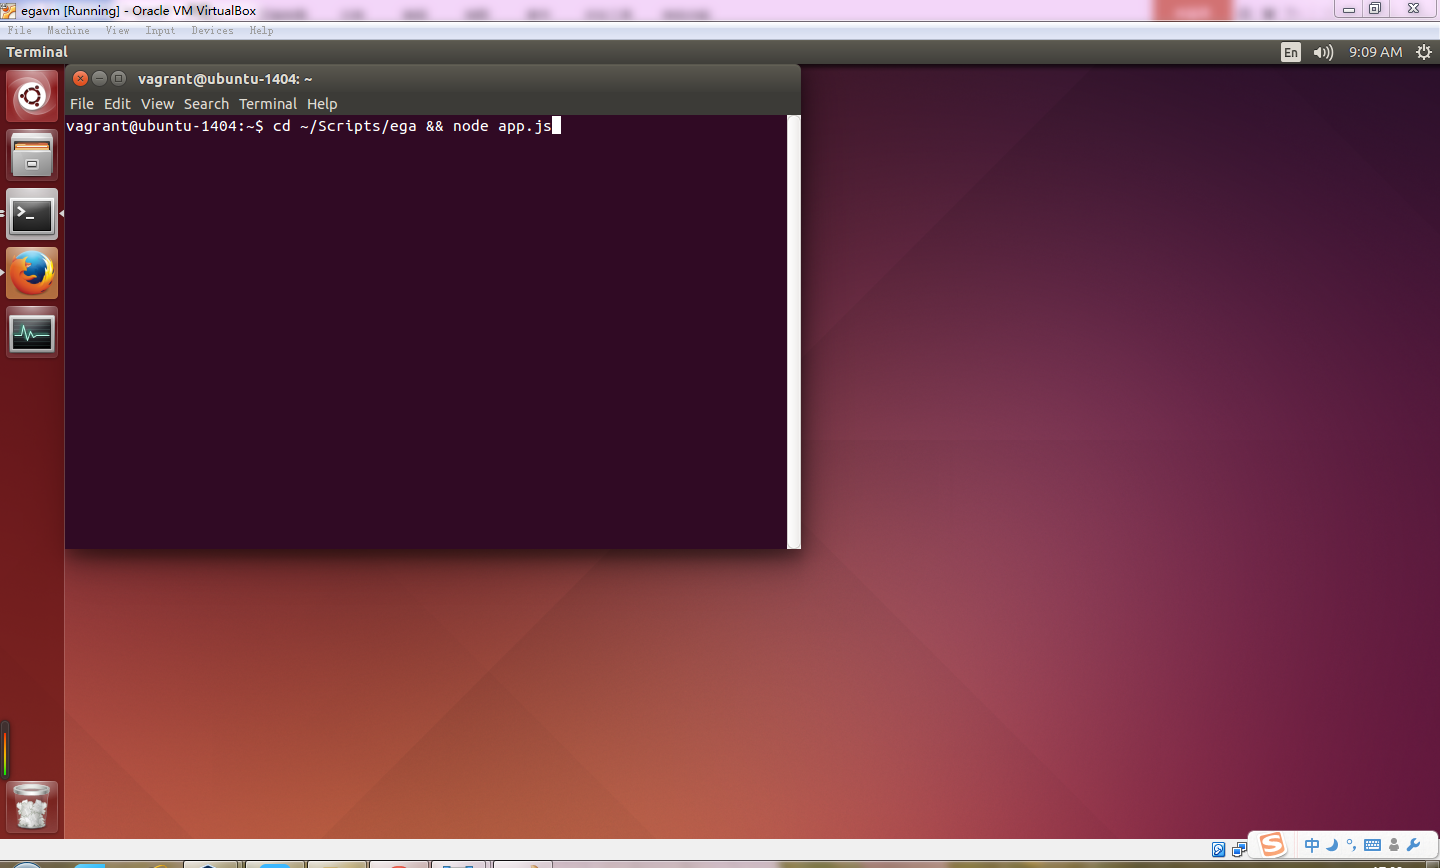 egavm [Running] - Oracle VM VirtualBox
File Machine View Input Devices Help
Terminal
En
9:09 AM
vagrant@ubuntu-1404: ~
File Edit View Search Terminal Help
vagrant@ubuntu-1404:~$ cd ~/Scripts/ega && node app.js
S
中